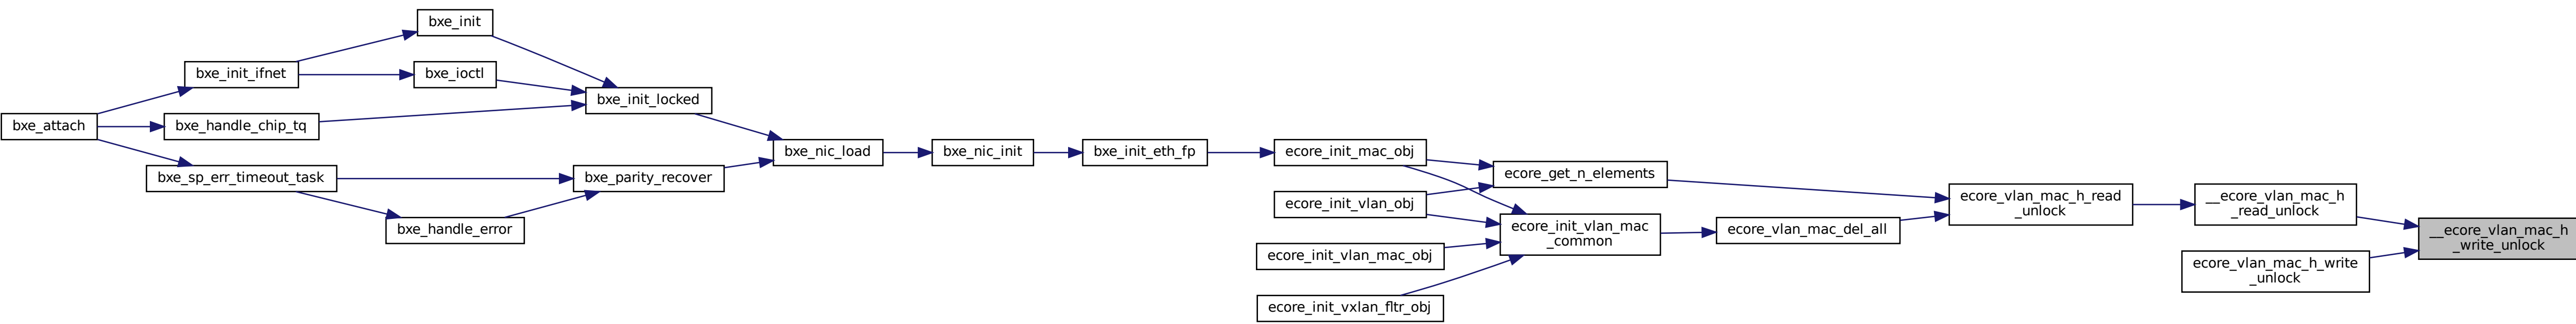 bxe_init
bxe_init_ifnet
bxe_ioctl
bxe_init_locked
bxe_attach
bxe_handle_chip_tq
bxe_sp_err_timeout_task
bxe_parity_recover
bxe_handle_error
bxe_nic_load
bxe_nic_init
bxe_init_eth_fp
ecore_init_mac_obj
ecore_init_vlan_obj
ecore_init_vlan_mac_obj
ecore_init_vxlan_fltr_obj
ecore_get_n_elements
ecore_init_vlan_mac
_common
ecore_vlan_mac_del_all
ecore_vlan_mac_h_read
_unlock
__ecore_vlan_mac_h
_read_unlock
ecore_vlan_mac_h_write
_unlock
__ecore_vlan_mac_h
_write_unlock